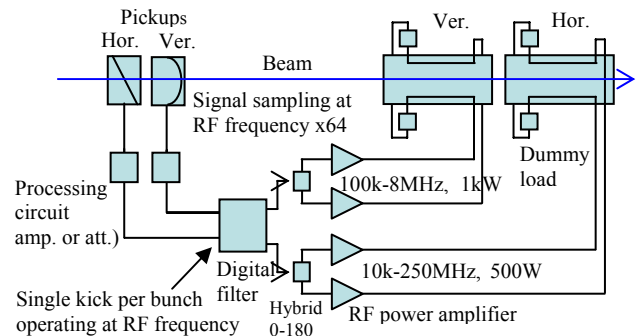 Pickups
Hor. Ver.
Ver.
Hor.
Beam
Signal sampling at
RF frequency x64
Dummy
load
Processing
circuit
amp. or att.)
100k-8MHz, 1kW
Digital
filter
10k-250MHz, 500W
Single kick per bunch
operating at RF frequency
Hybrid
0-180
RF power amplifier